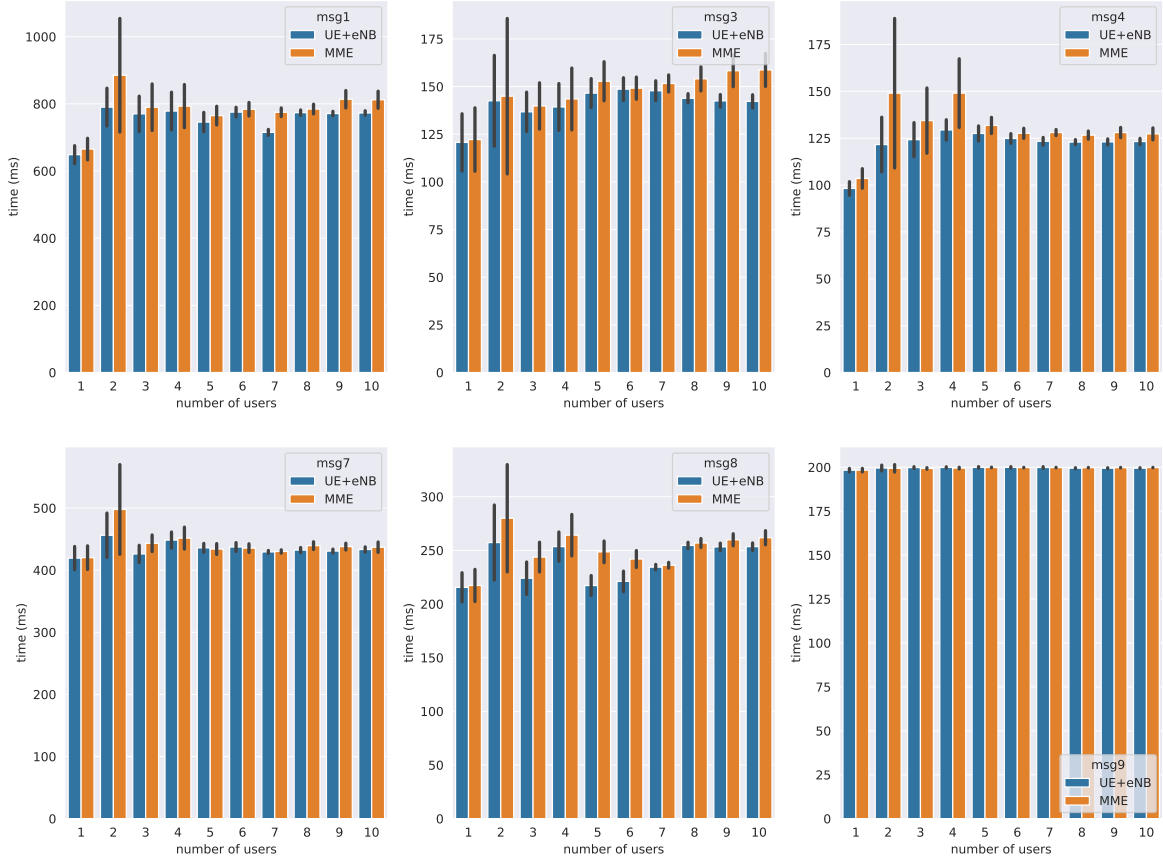 msg1
UE+eNB
MME
time (ms)
1000
800
600
400
200
0
1 2 3 4 5 6 7 8 9 10
number of users
msg3
UE+eNB
MME
time (ms)
175
150
125
100
75
50
25
0
1 2 3 4 5 6 7 8 9 10
number of users
msg4
UE+eNB
MME
time (ms)
175
150
125
100
75
50
25
0
1 2 3 4 5 6 7 8 9 10
number of users
msg7
UE+eNB
MME
time (ms)
500
400
300
200
100
0
1 2 3 4 5 6 7 8 9 10
number of users
msg8
UE+eNB
MME
time (ms)
300
250
200
150
100
50
0
1 2 3 4 5 6 7 8 9 10
number of users
time (ms)
200
175
150
125
100
75
50
25
0
msg9
UE+eNB
MME
1 2 3 4 5 6 7 8 9 10
number of users